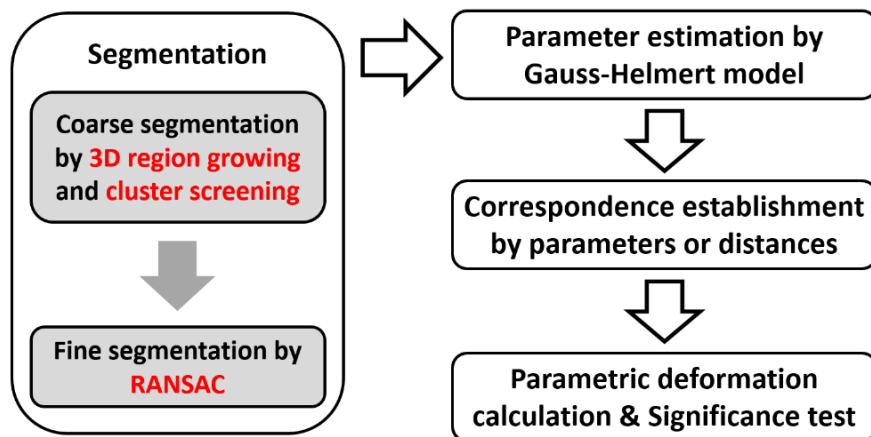 Segmentation
Coarse segmentation
by 3D region growing
and cluster screening
Fine segmentation by
RANSAC
Parameter estimation by
Gauss-Helmert model
Correspondence establishment
by parameters or distances
Parametric deformation
calculation & Significance test